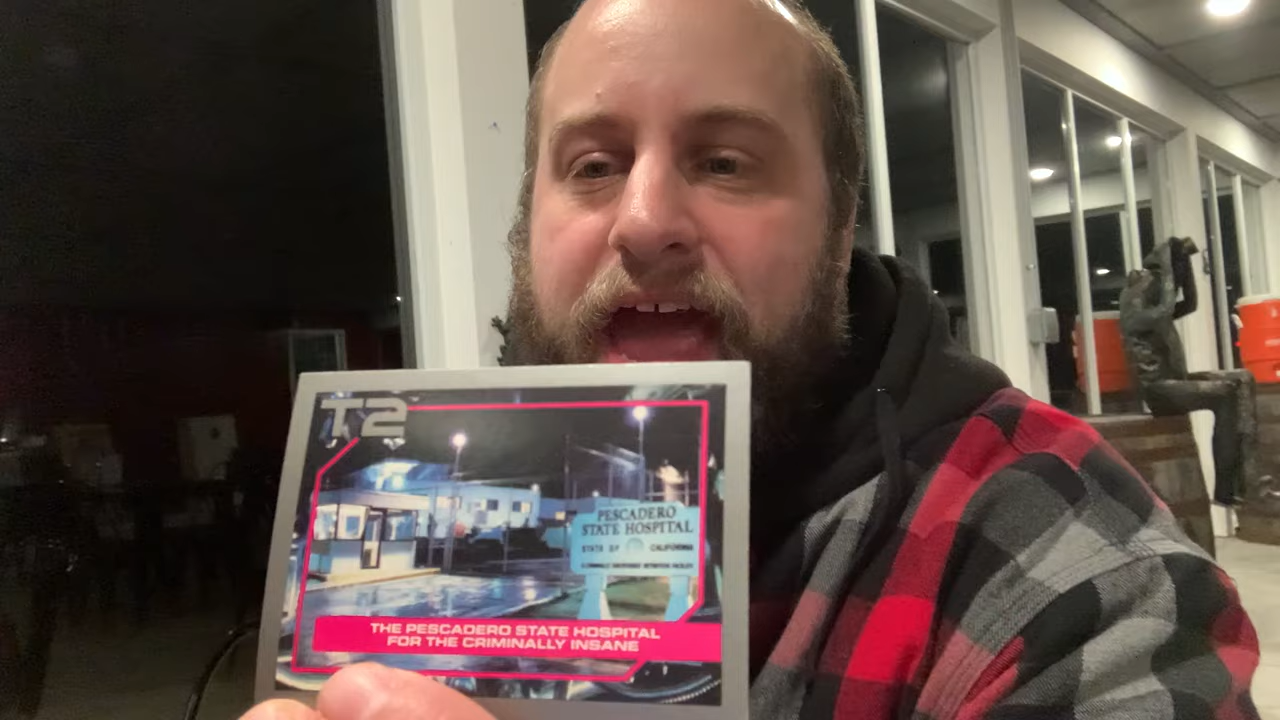 T2
PESCADERO
STATE HOSPITAL
STATE OF CALIFORNIA
THE PESCADERO STATE HOSPITAL
FOR THE CRIMINALLY INSANE